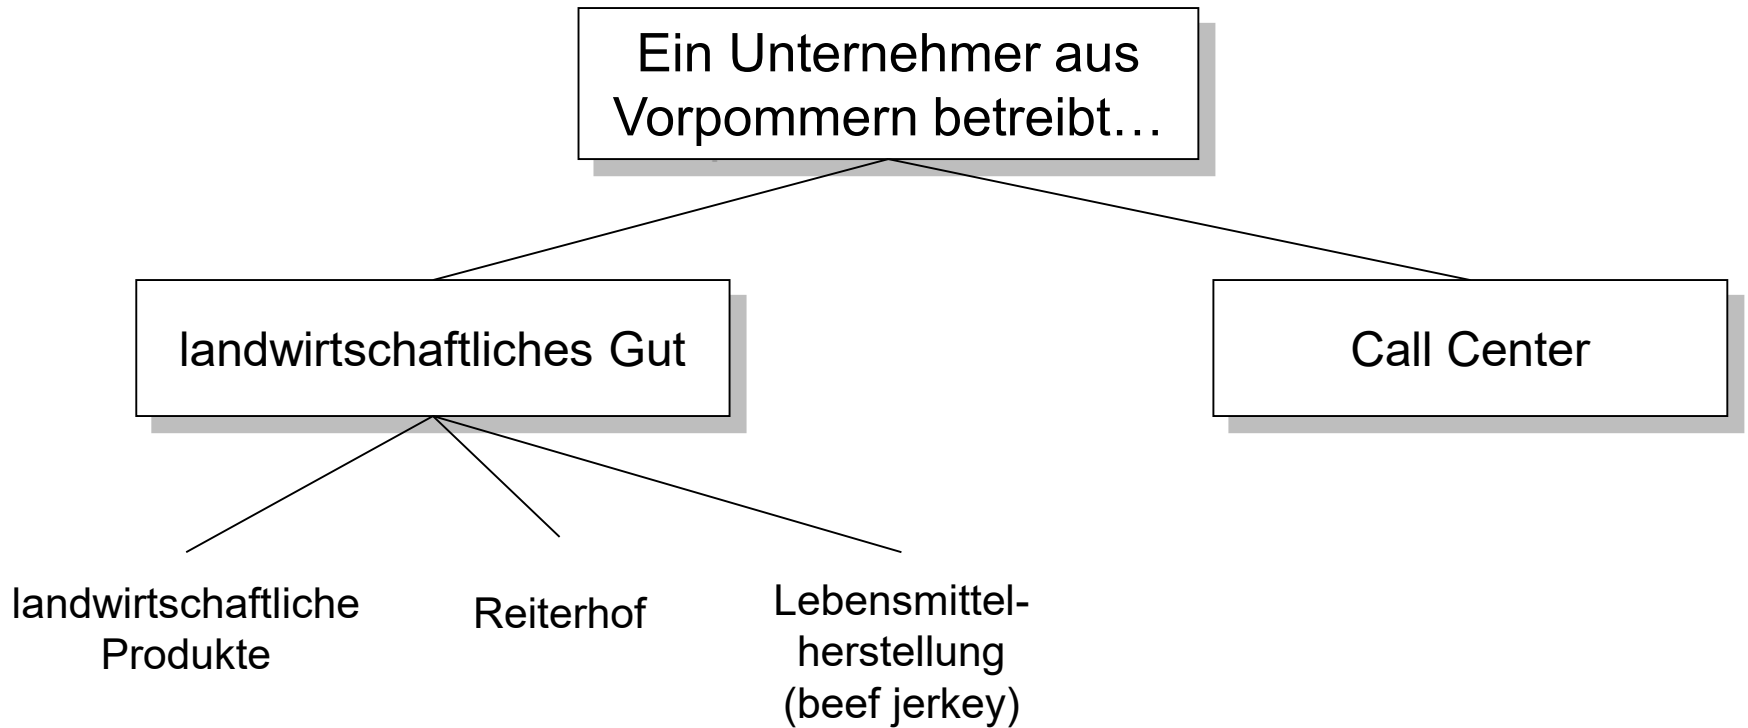 Ein Unternehmer aus
Vorpommern betreibt…
landwirtschaftliches Gut
Call Center
landwirtschaftliche
Produkte
Reiterhof
Lebensmittel-
herstellung
(beef jerkey)